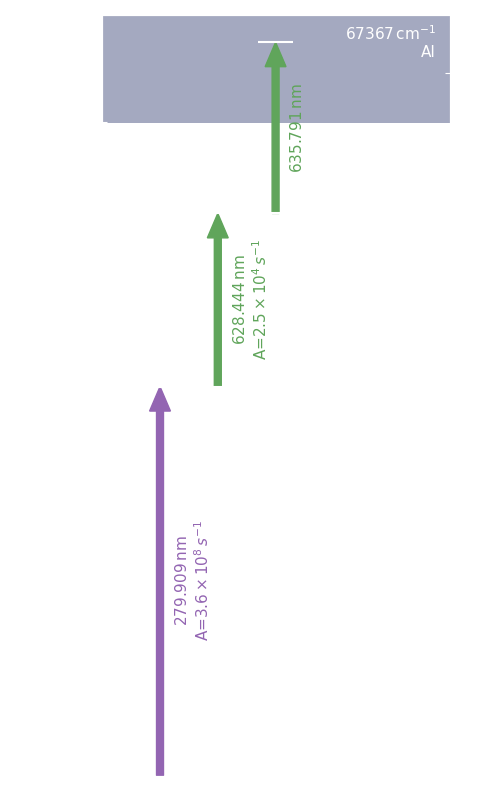 67367 cm⁻¹
AI
635.791 nm
628.444 nm
A=2.5 × 10⁴ s⁻¹
279.909 nm
A=3.6 × 10⁸ s⁻¹